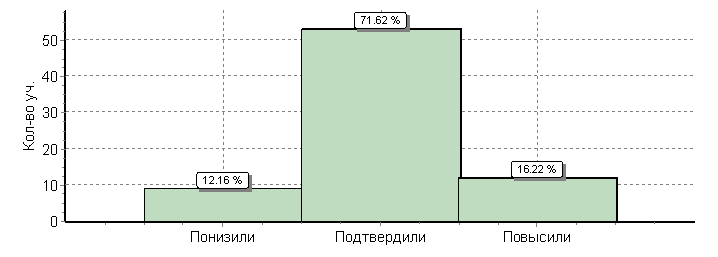 Кол-во уч.
50
40
30
20
10
0
12.16 %
71.62 %
16.22 %
Понизили
Подтвердили
Повысили